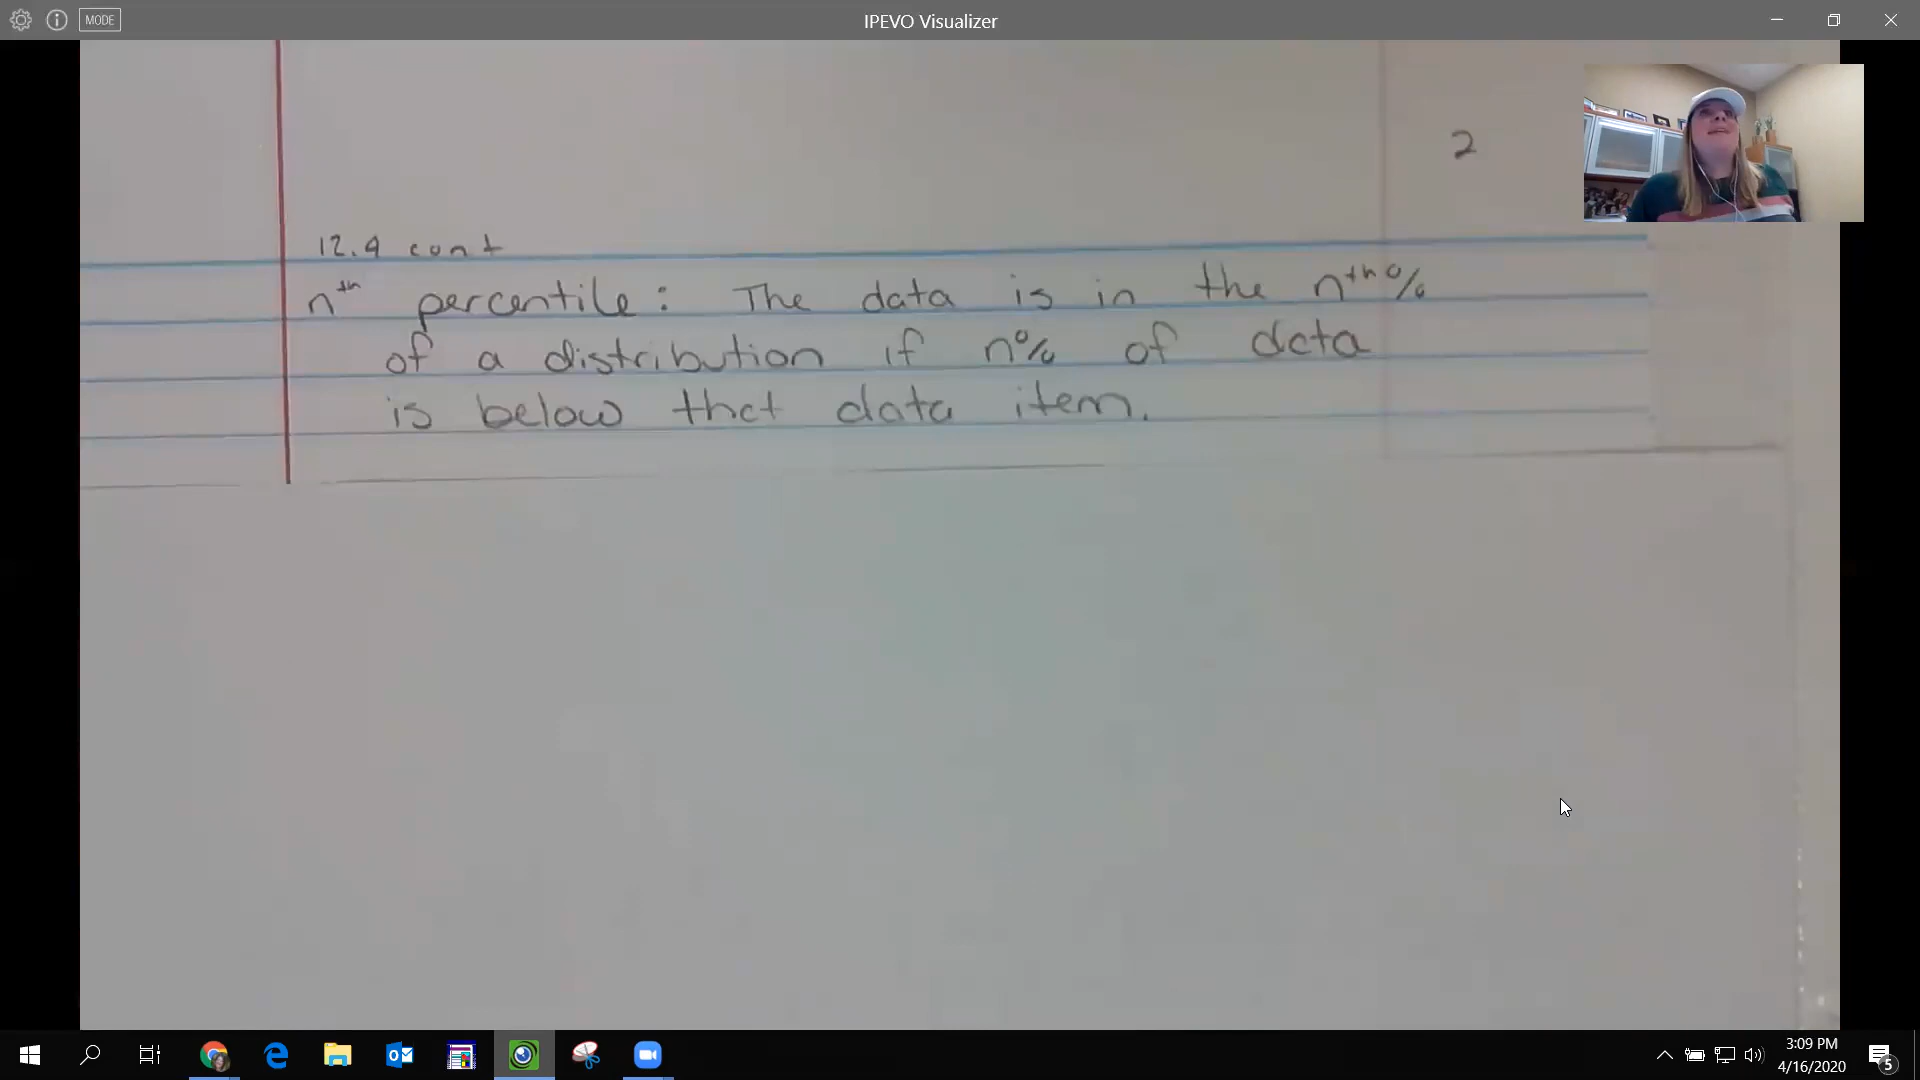 MODE
IPEVO Visualizer
2
12.4 cont
nth percentile: The data is in the nth %
of a distribution if n% of data
is below that data item.
3:09 PM
4/16/2020
5